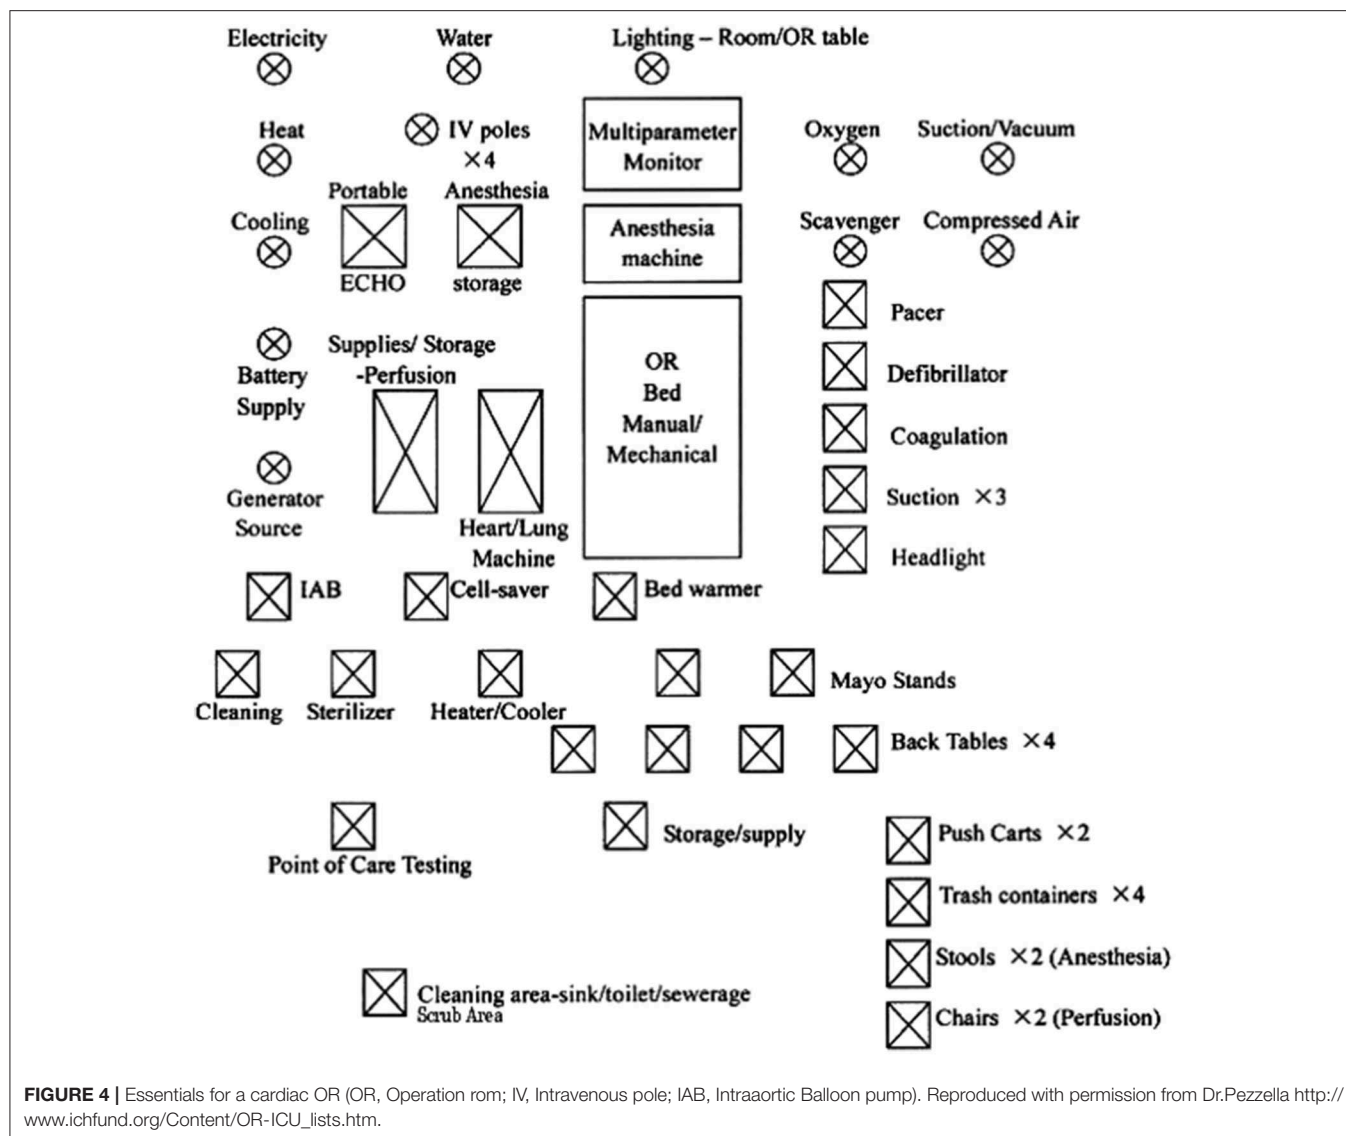 Electricity
Water
Lighting – Room/OR table
Heat
IV poles
×4
Multiparameter
Monitor
Oxygen
Suction/Vacuum
Portable
ECHO
Anesthesia
storage
Cooling
Anesthesia
machine
Scavenger
Compressed Air
Pacer
Battery
Supply
Supplies/ Storage
-Perfusion
OR
Bed
Manual/
Mechanical
Defibrillator
Coagulation
Generator
Source
Heart/Lung
Machine
Suction ×3
Headlight
IAB
Cell-saver
Bed warmer
Cleaning
Sterilizer
Heater/Cooler
Mayo Stands
Back Tables ×4
Point of Care Testing
Storage/supply
Push Carts ×2
Trash containers ×4
Stools ×2 (Anesthesia)
Chairs ×2 (Perfusion)
Cleaning area-sink/toilet/sewerage
Scrub Area
FIGURE 4 | Essentials for a cardiac OR (OR, Operation rom; IV, Intravenous pole; IAB, Intraaortic Balloon pump). Reproduced with permission from Dr.Pezzella http://
www.ichfund.org/Content/OR-ICU_lists.htm.